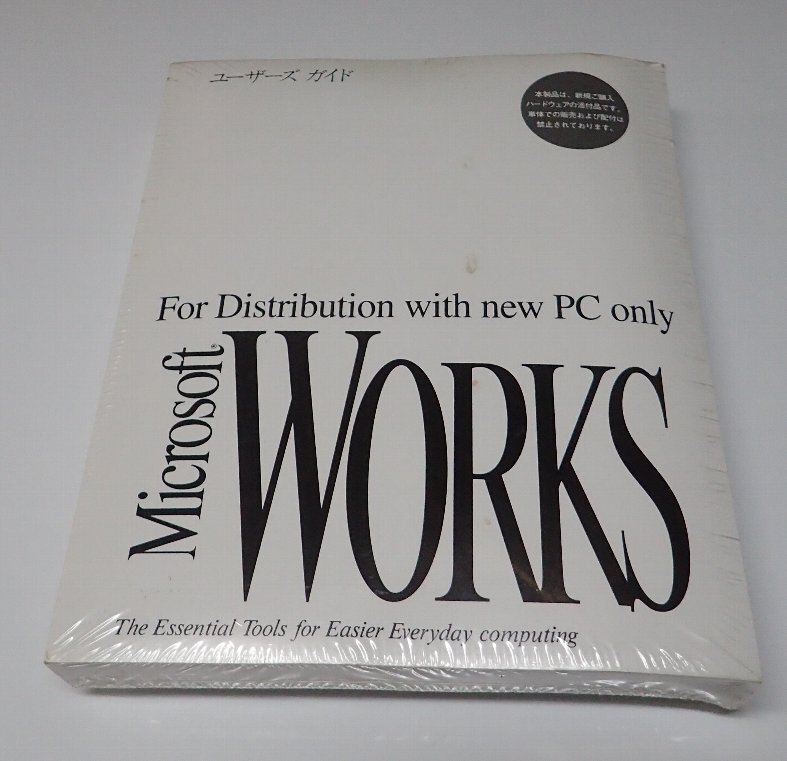 ユーザーズ ガイド
本製品は、新規ご購入
ハードウェアの添付品です。
単体での販売および配付は
禁止されております。
For Distribution with new PC only
Microsoft®
WORKS
The Essential Tools for Easier Everyday computing